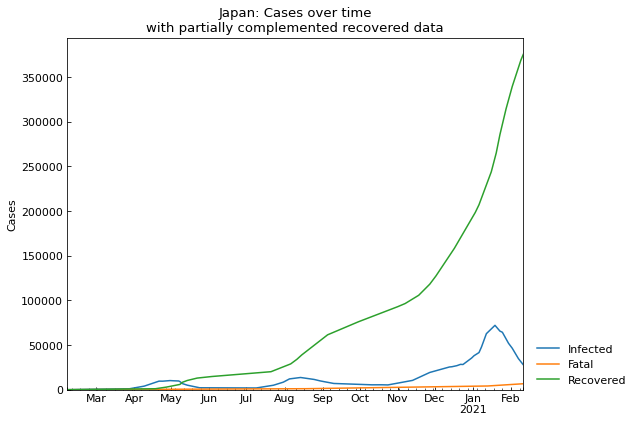 Japan: Cases over time
with partially complemented recovered data
Cases
350000
300000
250000
200000
150000
100000
50000
0
Mar Apr May Jun Jul Aug Sep Oct Nov Dec Jan Feb
2021
Infected
Fatal
Recovered